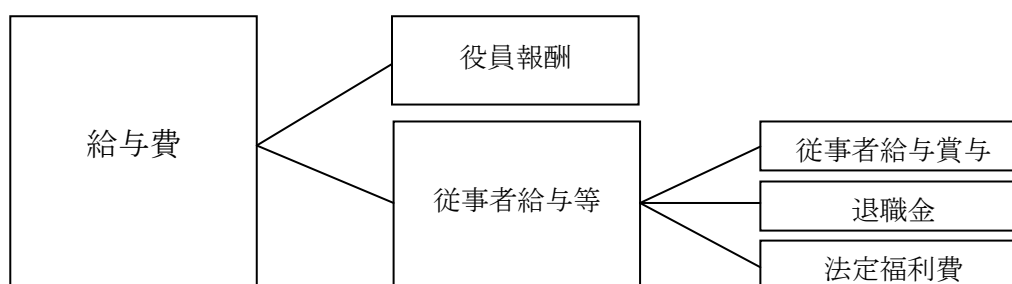 給与費
役員報酬
従事者給与等
従事者給与賞与
退職金
法定福利費